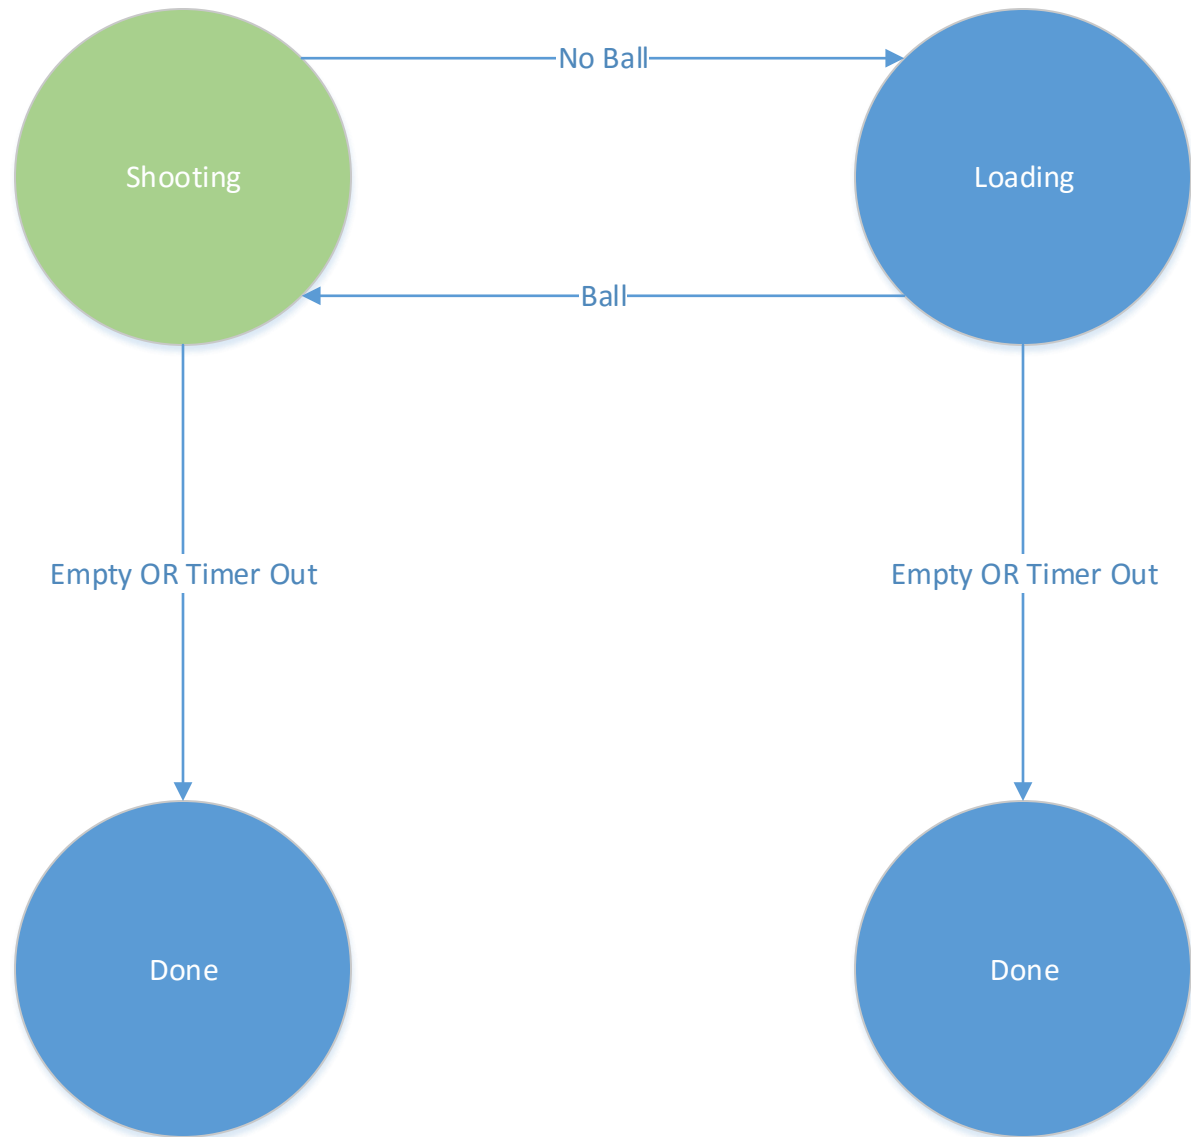 No Ball
Shooting
Loading
Ball
Empty OR Timer Out
Empty OR Timer Out
Done
Done